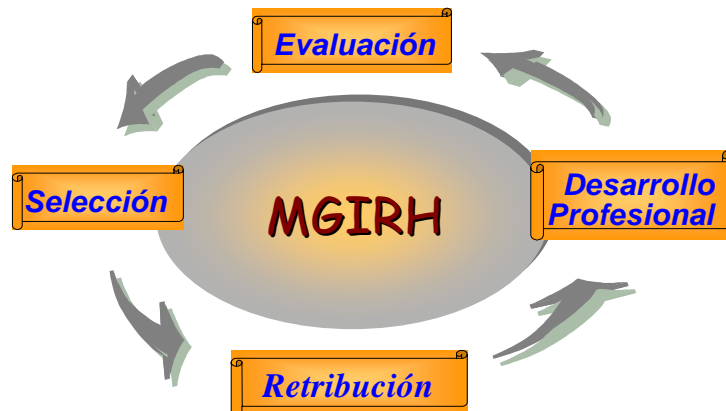 Evaluación
Selección
MGIRH
Desarrollo
Profesional
Retribución